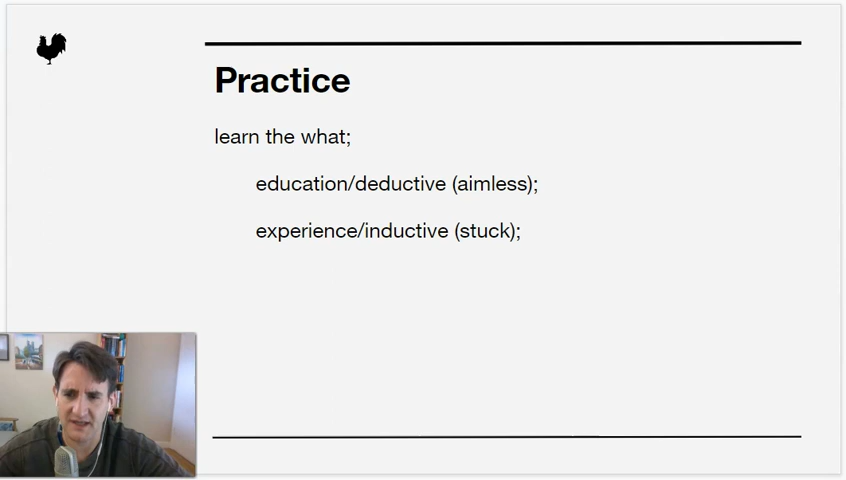 Practice
learn the what;
education/deductive (aimless);
experience/inductive (stuck);